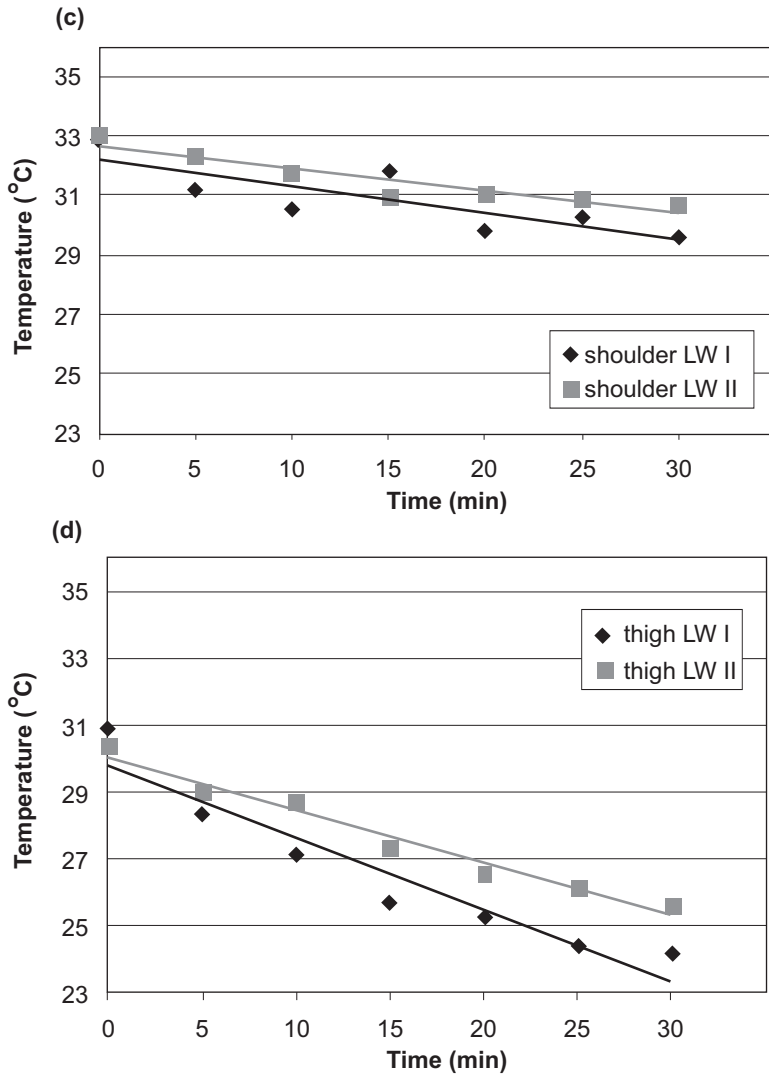 (c)
35
33
31
29
27
25
23
Temperature (°C)
shoulder LW I
shoulder LW II
0 5 10 15 20 25 30
Time (min)
(d)
35
33
31
29
27
25
23
Temperature (°C)
thigh LW I
thigh LW II
0 5 10 15 20 25 30
Time (min)